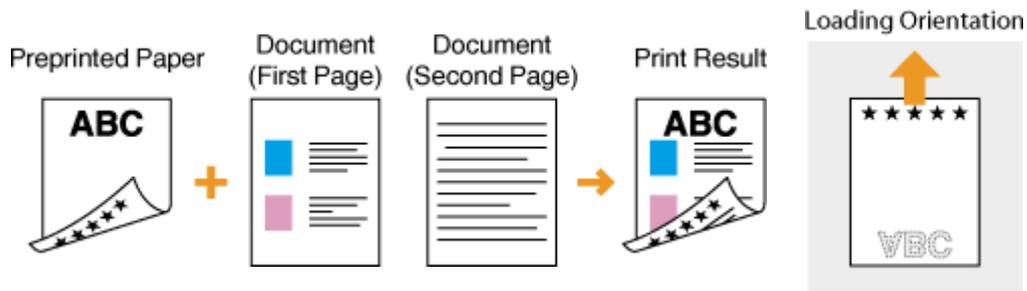 Loading Orientation
Preprinted Paper
Document
(First Page)
Document
(Second Page)
Print Result
ABC
ABC
ABC